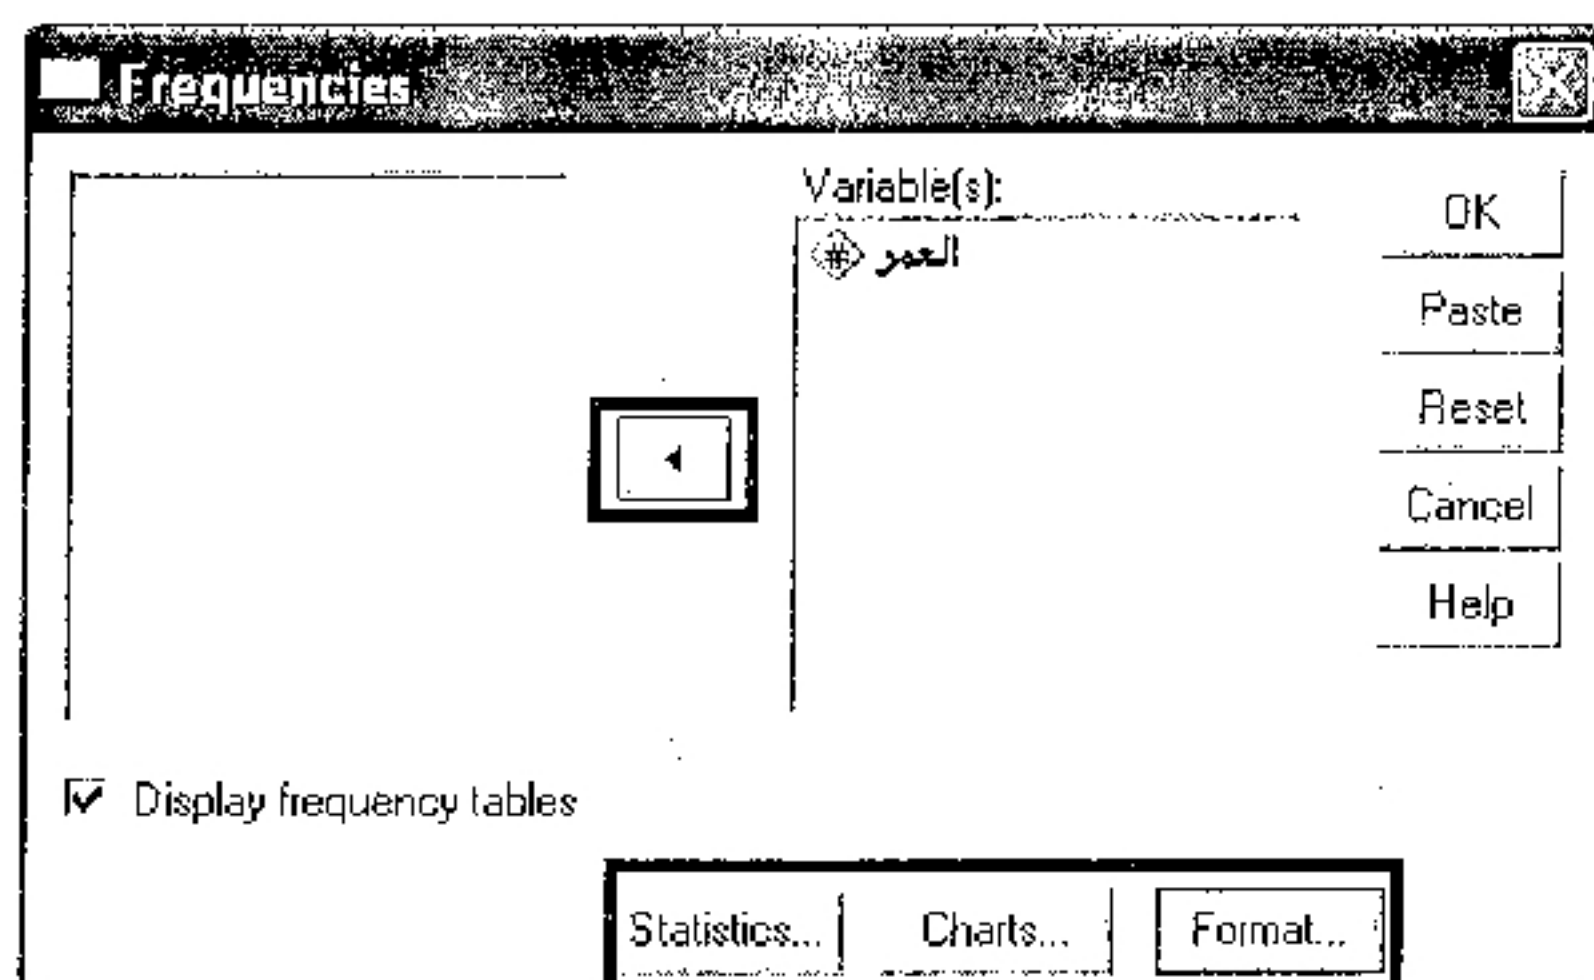 Frequencies
Variable(s):
العمر
OK
Paste
Reset
Cancel
Help
Display frequency tables
Statistics...
Charts...
Format...